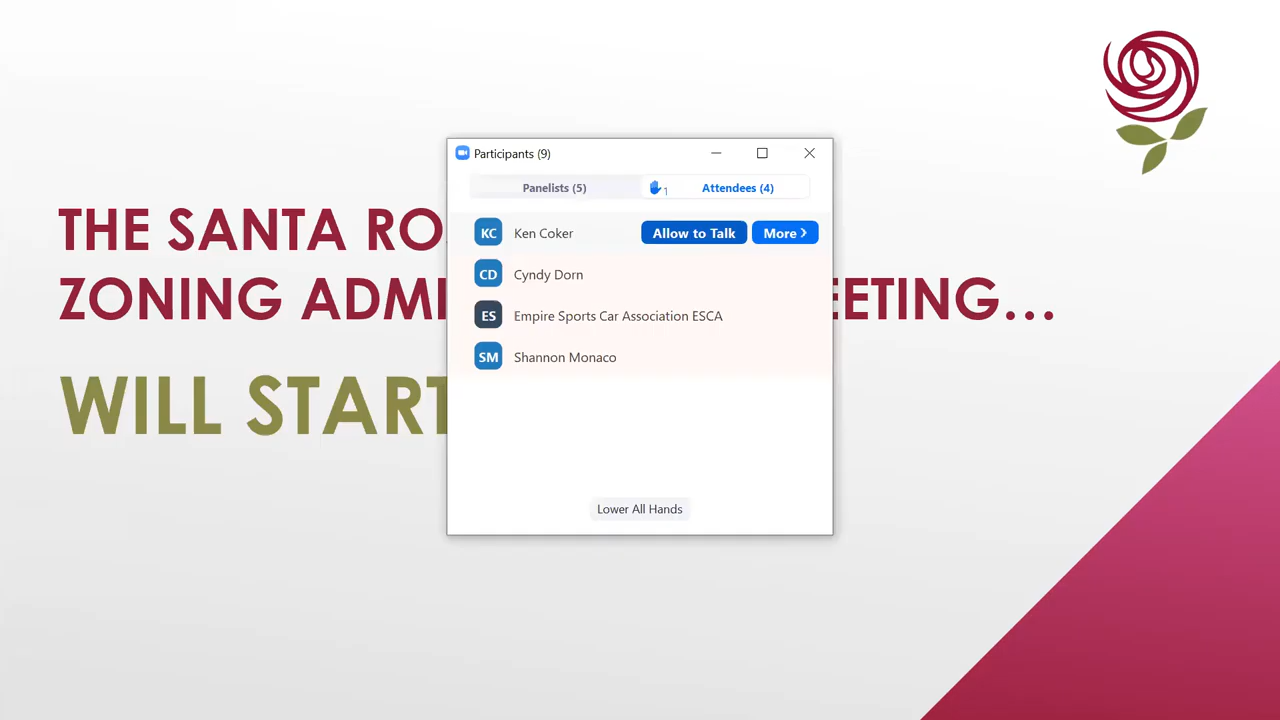 Participants (9)
Panelists (5)
1
Attendees (4)
KC Ken Coker Allow to Talk More
CD Cyndy Dorn
ES Empire Sports Car Association ESCA
SM Shannon Monaco
Lower All Hands
THE SANTA RO
ZONING ADMI EETING...
WILL START